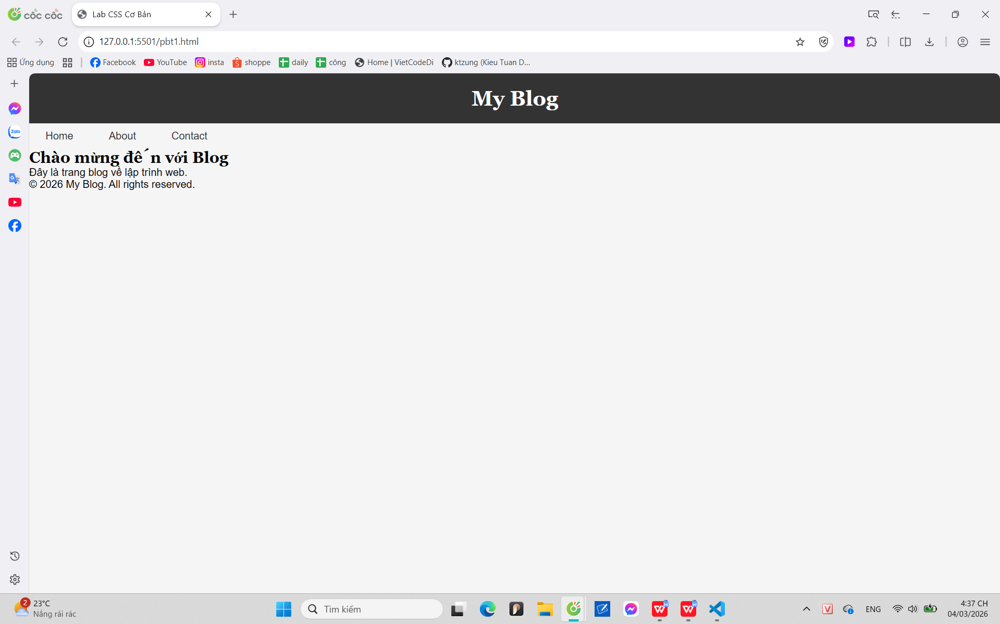 cốc cốc
Lab CSS Cơ Bản
127.0.0.1:5501/pbt1.html
Ứng dụng
Facebook
YouTube
insta
shoppe
daily
công
Home | VietCodeDi
ktzung (Kieu Tuan D...
Zalo
My Blog
Home
About
Contact
Chào mừng đến với Blog
Đây là trang blog về lập trình web.
© 2026 My Blog. All rights reserved.
2
23°C
Nắng rải rác
Tìm kiếm
ENG
4:37 CH
04/03/2026